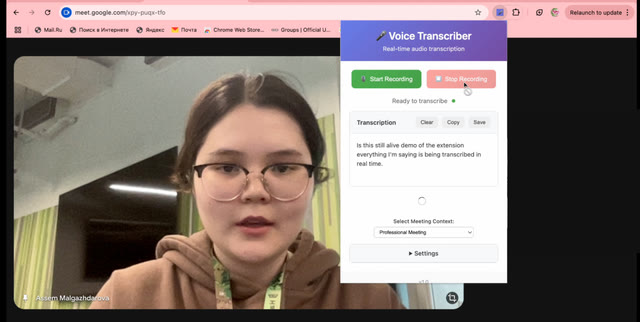 meet.google.com/xpy-puqx-tfo
Relaunch to update
Mail.Ru
Поиск в Интернете
Яндекс
Почта
Chrome Web Store...
Groups | Official U...
Voice Transcriber
Real-time audio transcription
Start Recording
Stop Recording
Ready to transcribe
Transcription
Clear
Copy
Save
Is this still alive demo of the extension
everything I'm saying is being transcribed in
real time.
Select Meeting Context:
Professional Meeting
Settings
Assem Malgazhdarova